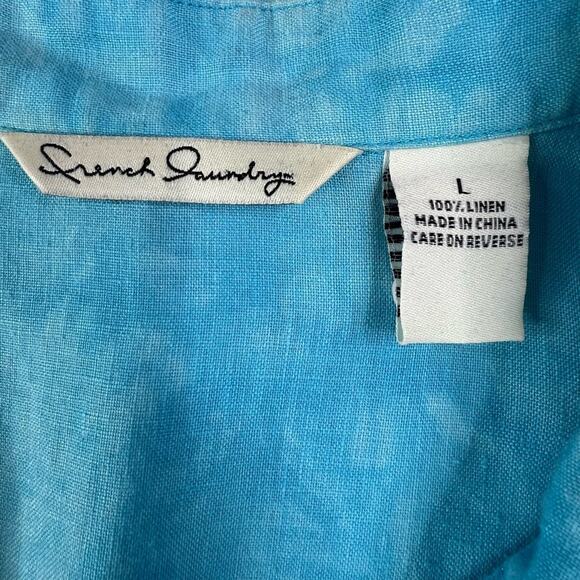 French Laundry
L
100% LINEN
MADE IN CHINA
CARE ON REVERSE